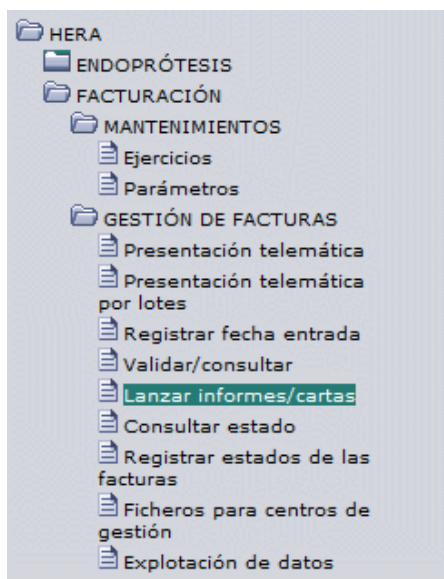 HERA
ENDOPRÓTESIS
FACTURACIÓN
MANTENIMIENTOS
Ejercicios
Parámetros
GESTIÓN DE FACTURAS
Presentación telemática
Presentación telemática
por lotes
Registrar fecha entrada
Validar/consultar
Lanzar informes/cartas
Consultar estado
Registrar estados de las
facturas
Ficheros para centros de
gestión
Explotación de datos